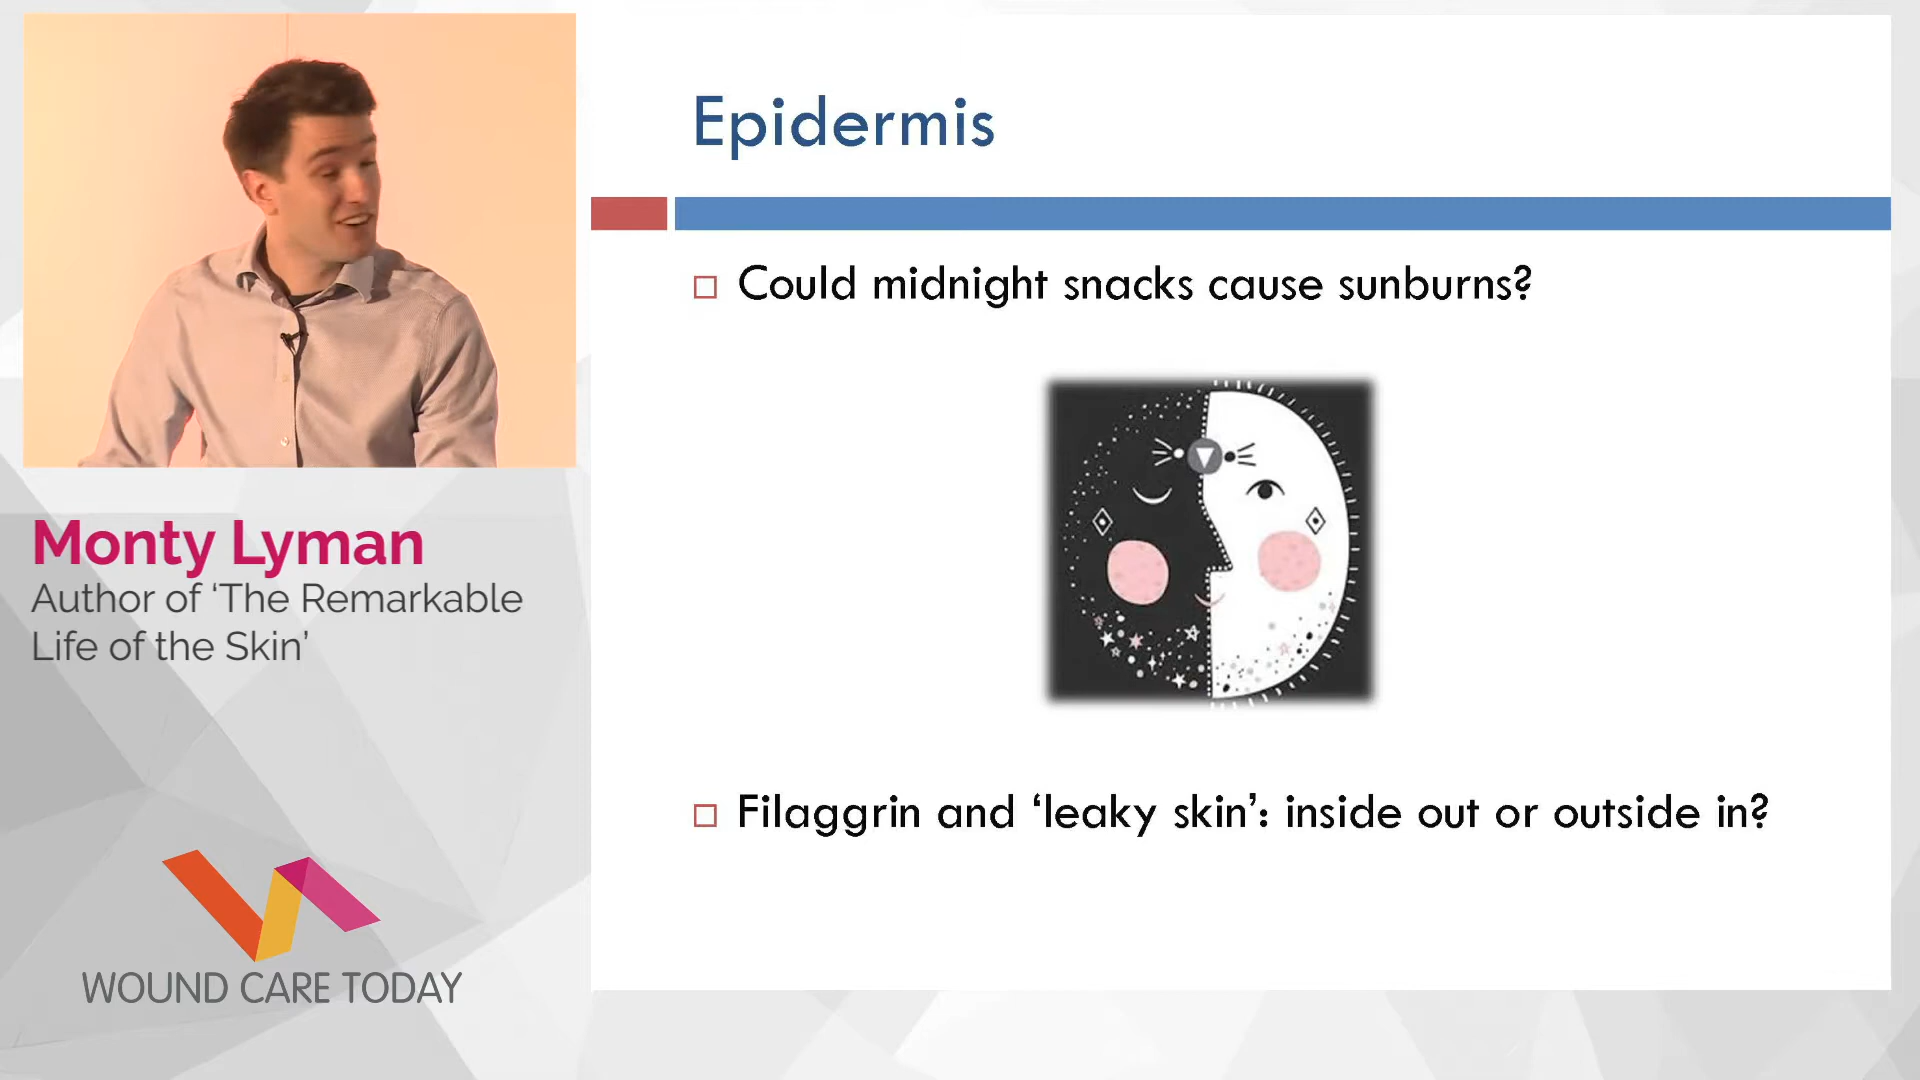 Epidermis
Could midnight snacks cause sunburns?
Filaggrin and ‘leaky skin’: inside out or outside in?
Monty Lyman
Author of ‘The Remarkable
Life of the Skin’
WOUND CARE TODAY